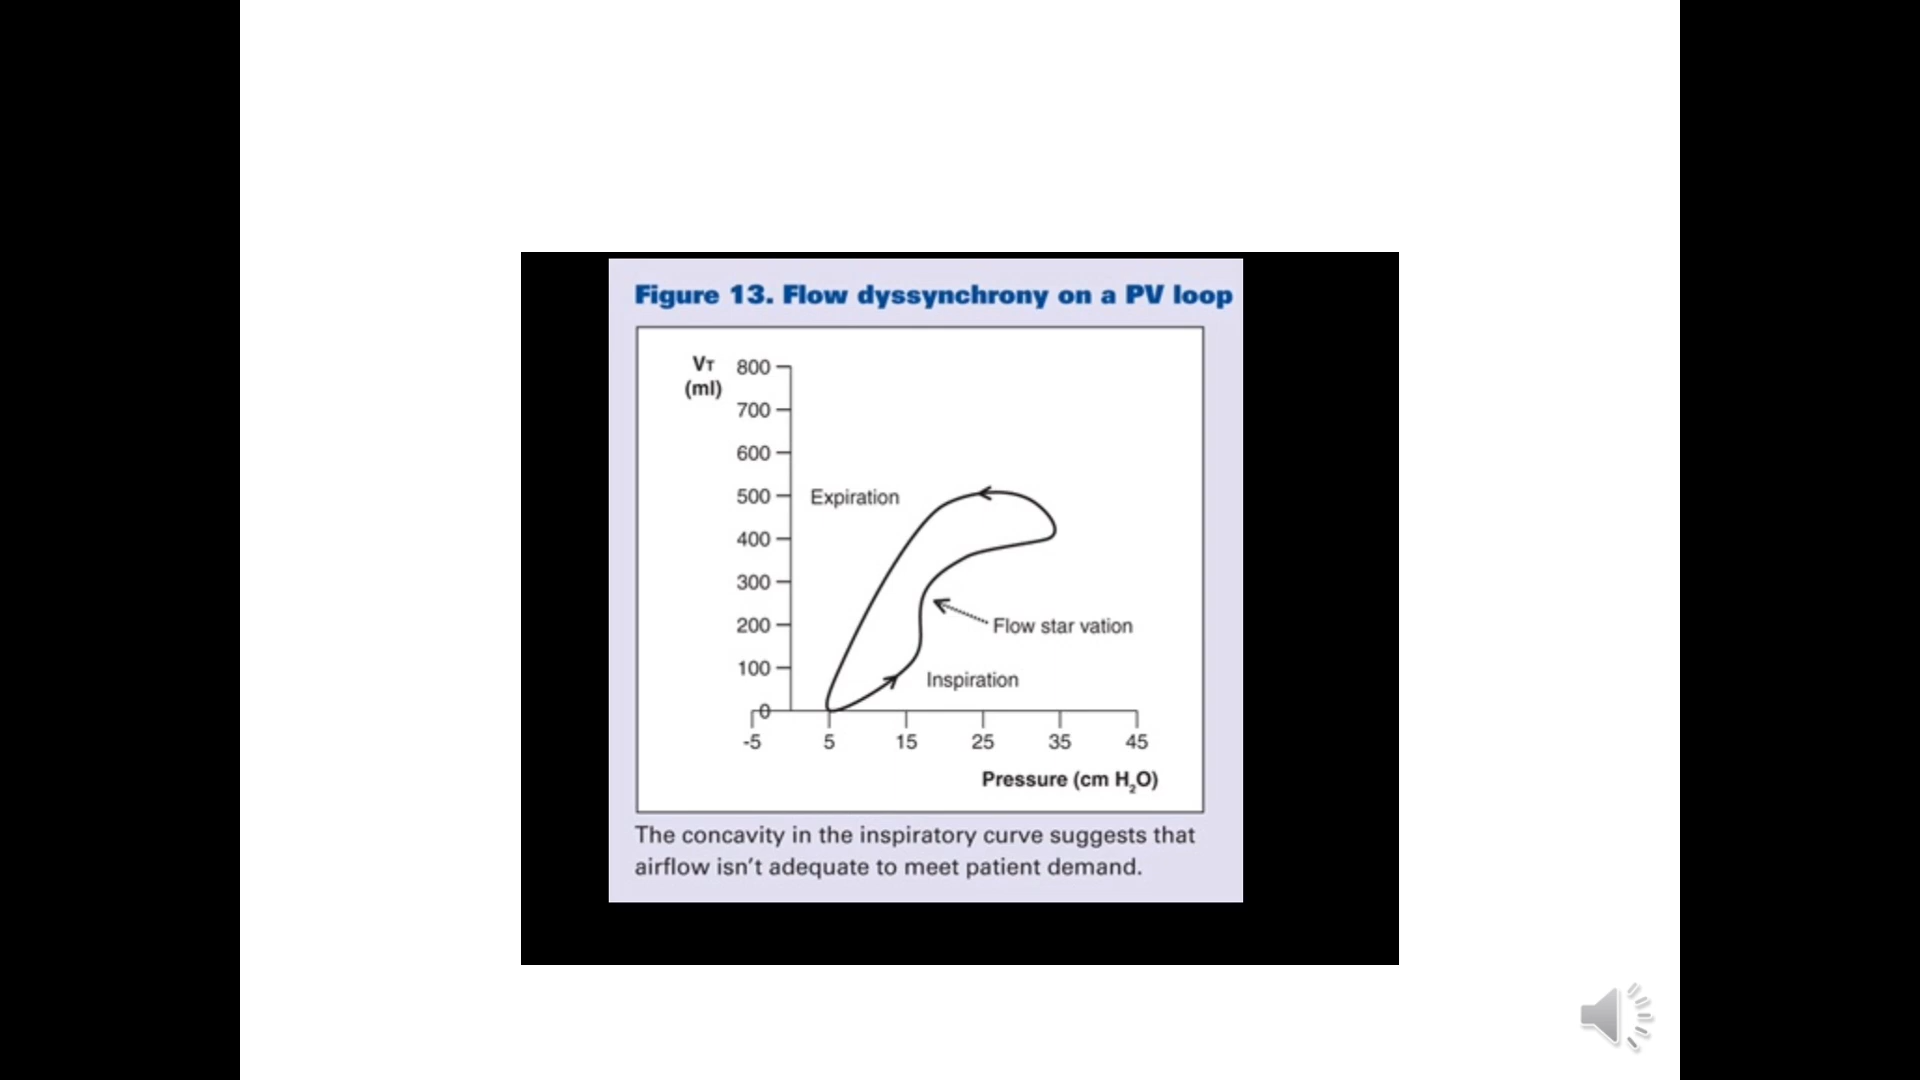 Figure 13. Flow dyssynchrony on a PV loop
VT
(ml)
800
700
600
500
400
300
200
100
0
Expiration
Flow star vation
Inspiration
-5 5 15 25 35 45
Pressure (cm H₂O)
The concavity in the inspiratory curve suggests that
airflow isn't adequate to meet patient demand.